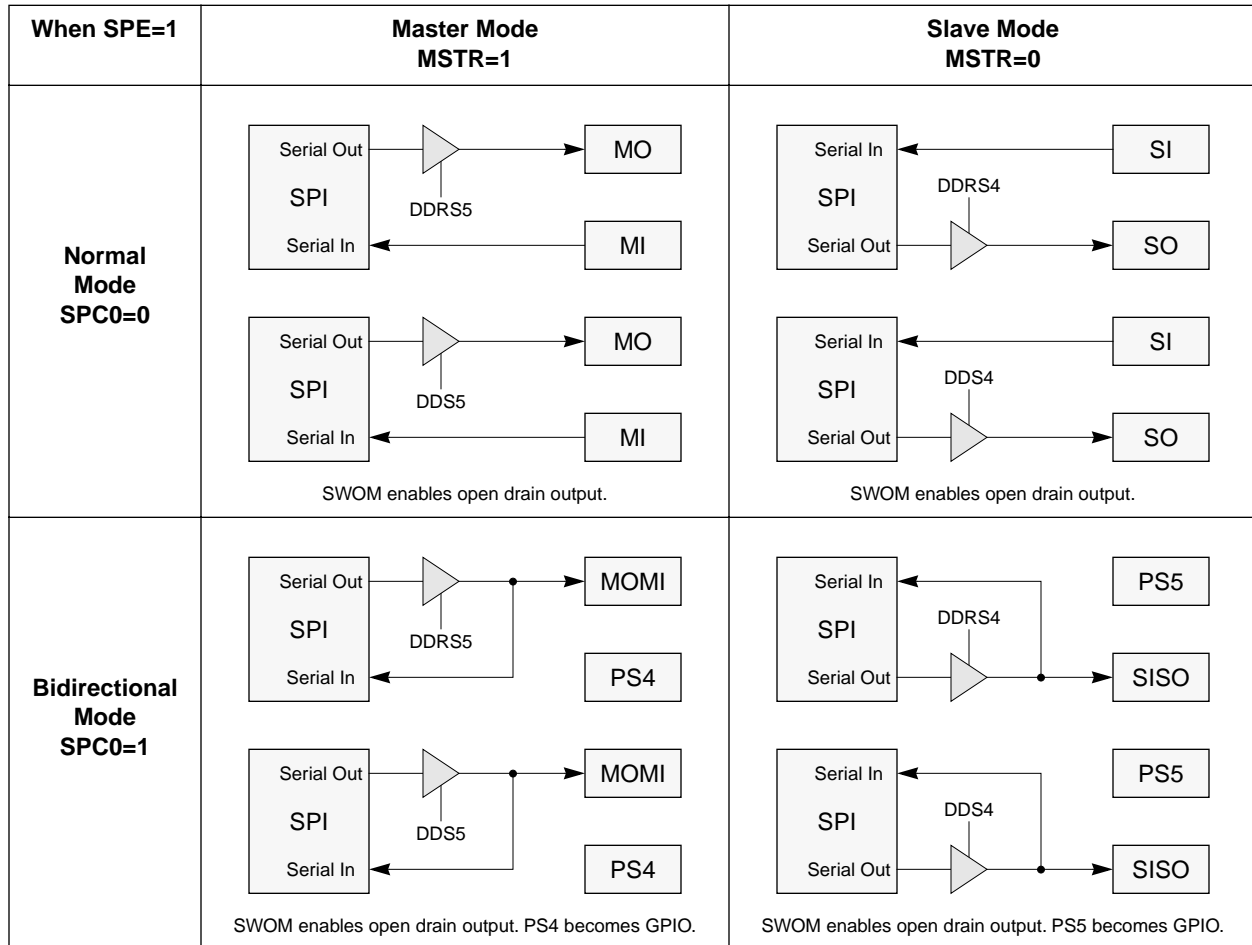 When SPE=1
Master Mode
MSTR=1
Slave Mode
MSTR=0
Normal
Mode
SPC0=0
Serial Out
SPI
Serial In
DDRS5
MO
MI
Serial Out
SPI
Serial In
DDS5
MO
MI
SWOM enables open drain output.
Serial In
SPI
Serial Out
DDRS4
SI
SO
Serial In
SPI
Serial Out
DDS4
SI
SO
SWOM enables open drain output.
Bidirectional
Mode
SPC0=1
Serial Out
SPI
Serial In
DDRS5
MOMI
PS4
Serial Out
SPI
Serial In
DDS5
MOMI
PS4
SWOM enables open drain output. PS4 becomes GPIO.
Serial In
SPI
Serial Out
DDRS4
PS5
SISO
Serial In
SPI
Serial Out
DDS4
PS5
SISO
SWOM enables open drain output. PS5 becomes GPIO.